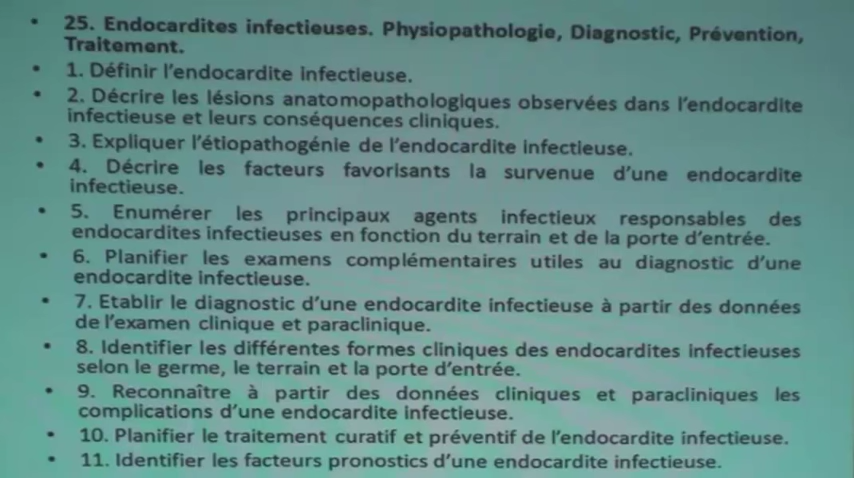 • 25. Endocardites infectieuses. Physiopathologie, Diagnostic, Prévention,
Traitement.
• 1. Définir l'endocardite infectieuse.
• 2. Décrire les lésions anatomopathologiques observées dans l'endocardite
infectieuse et leurs conséquences cliniques.
• 3. Expliquer l'étiopathogénie de l'endocardite infectieuse.
• 4. Décrire les facteurs favorisants la survenue d'une endocardite
infectieuse.
• 5. Enumérer les principaux agents infectieux responsables des
endocardites infectieuses en fonction du terrain et de la porte d'entrée.
• 6. Planifier les examens complémentaires utiles au diagnostic d'une
endocardite infectieuse.
• 7. Etablir le diagnostic d'une endocardite infectieuse à partir des données
de l'examen clinique et paraclinique.
• 8. Identifier les différentes formes cliniques des endocardites infectieuses
selon le germe, le terrain et la porte d'entrée.
• 9. Reconnaître à partir des données cliniques et paracliniques les
complications d'une endocardite infectieuse.
• 10. Planifier le traitement curatif et préventif de l'endocardite infectieuse.
• 11. Identifier les facteurs pronostics d'une endocardite infectieuse.